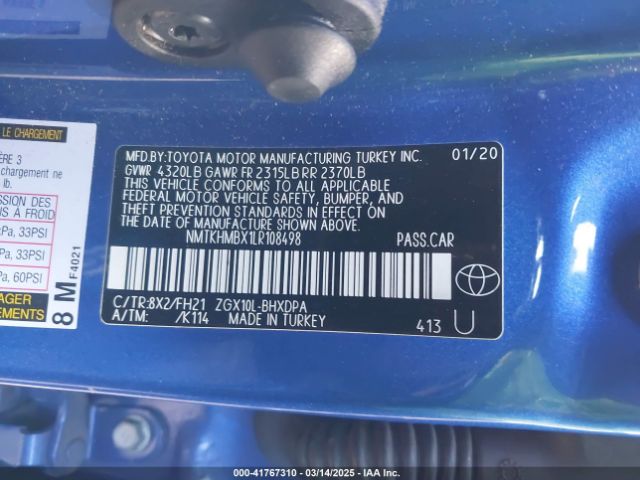 LE CHARGEMENT
ÈRE 3
chargement ne
lb.
SION DES
US À FROID
Pa, 33PSI
Pa, 33PSI
Pa, 60PSI
AGER
EMENTS
8 M F4021
MFD.BY:TOYOTA MOTOR MANUFACTURING TURKEY INC. 01/20
GVWR 4320LB GAWR FR 2315LB RR 2370LB
THIS VEHICLE CONFORMS TO ALL APPLICABLE
FEDERAL MOTOR VEHICLE SAFETY, BUMPER, AND
THEFT PREVENTION STANDARDS IN EFFECT ON
THE DATE OF MANUFACTURE SHOWN ABOVE.
NMTKHMBX1LR108498 PASS.CAR
C/TR:8X2/FH21 ZGX10L-BHXDPA
A/TM: /K114 MADE IN TURKEY
413 U
000-41767310 - 03/14/2025 - IAA Inc.